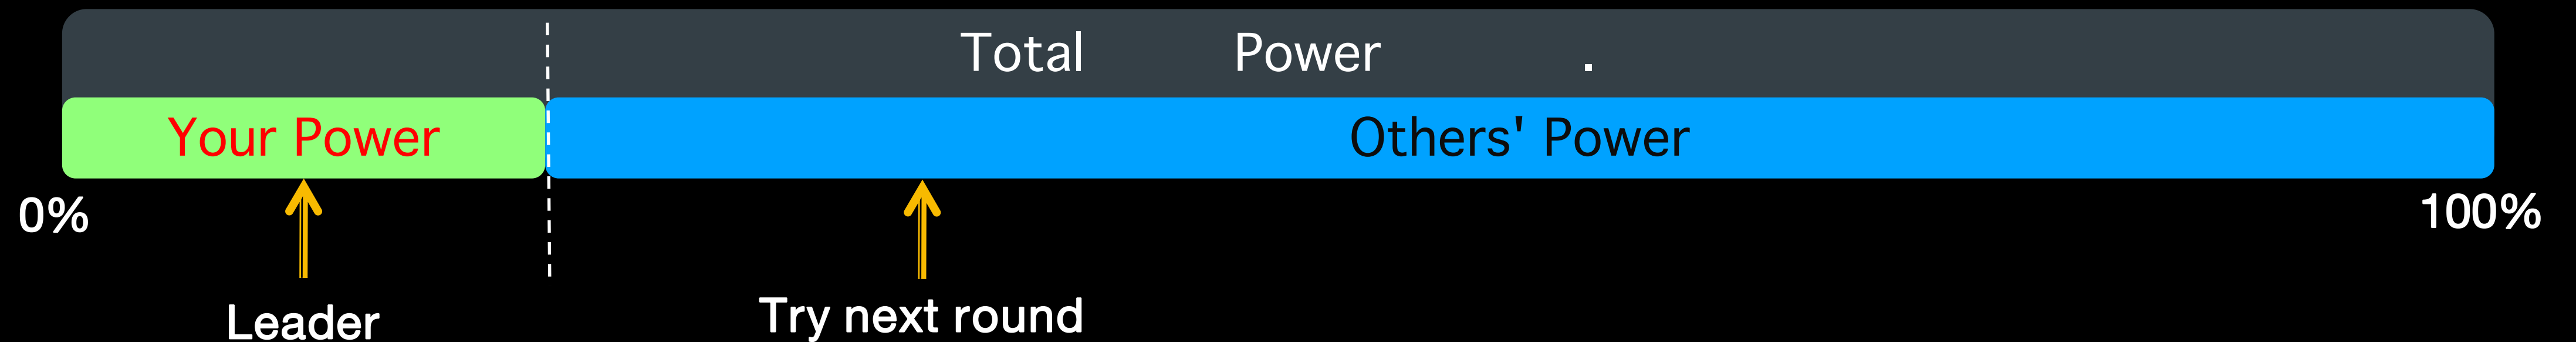 Total Power .
Your Power
Others' Power
0%
100%
Leader
Try next round